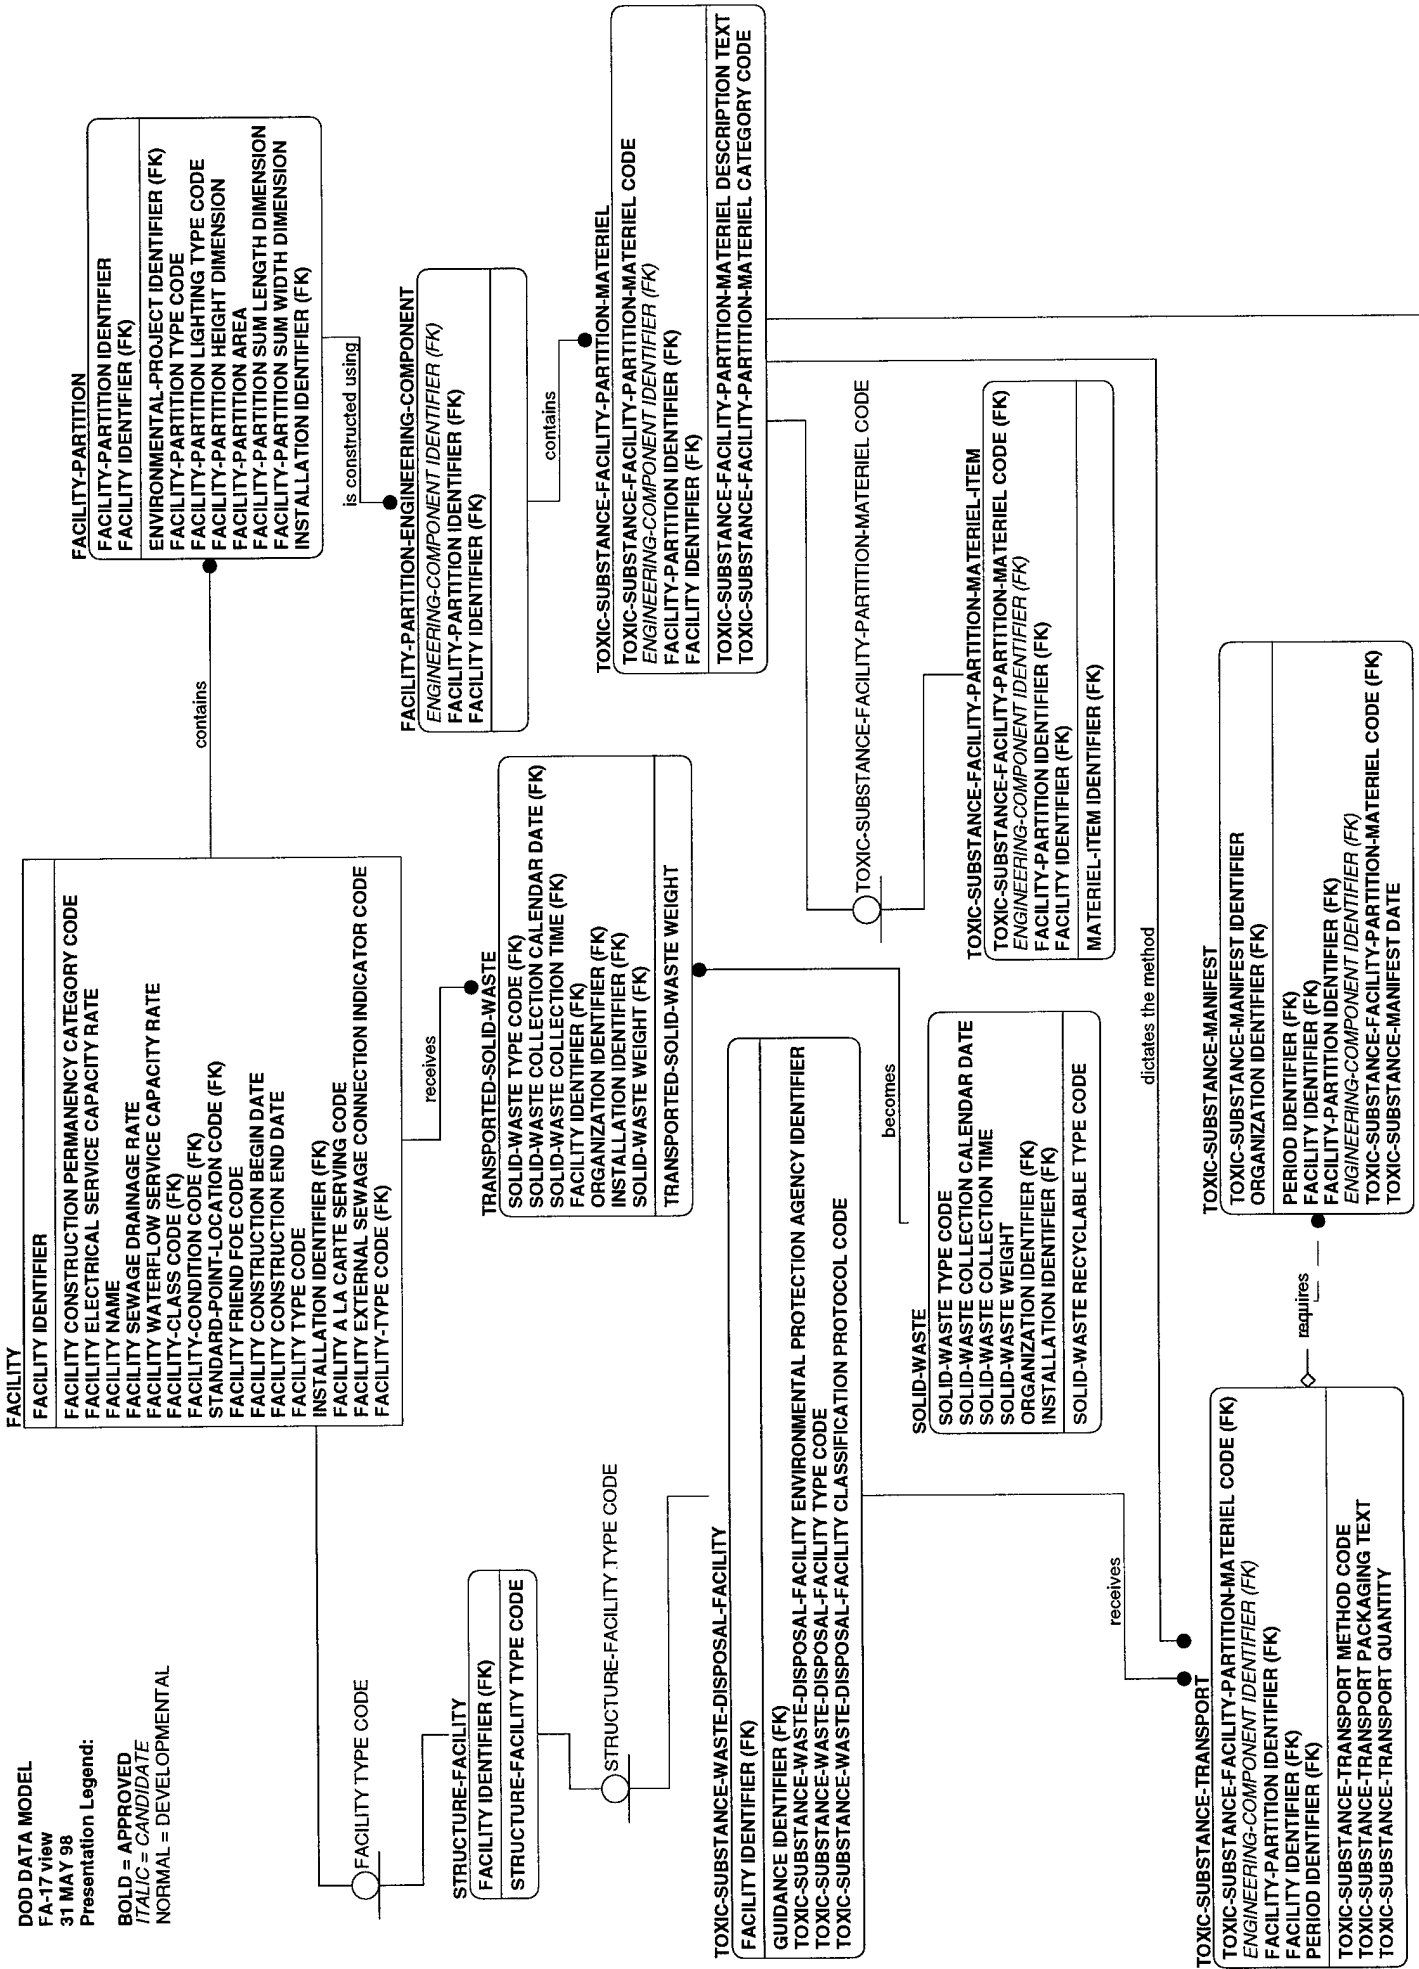 DOD DATA MODEL
FA-17 view
31 MAY 98
Presentation Legend:
BOLD = APPROVED
ITALIC = CANDIDATE
NORMAL = DEVELOPMENTAL
FACILITY
FACILITY IDENTIFIER
FACILITY CONSTRUCTION PERMANENCY CATEGORY CODE
FACILITY ELECTRICAL SERVICE CAPACITY RATE
FACILITY NAME
FACILITY SEWAGE DRAINAGE RATE
FACILITY WATERFLOW SERVICE CAPACITY RATE
FACILITY-CLASS CODE (FK)
FACILITY-CONDITION CODE (FK)
STANDARD-POINT-LOCATION CODE (FK)
FACILITY FRIEND FOE CODE
FACILITY CONSTRUCTION BEGIN DATE
FACILITY CONSTRUCTION END DATE
FACILITY TYPE CODE
INSTALLATION IDENTIFIER (FK)
FACILITY A LA CARTE SERVING CODE
FACILITY EXTERNAL SEWAGE CONNECTION INDICATOR CODE
FACILITY-TYPE CODE (FK)
contains
FACILITY-PARTITION
FACILITY-PARTITION IDENTIFIER
FACILITY IDENTIFIER (FK)
ENVIRONMENTAL-PROJECT IDENTIFIER (FK)
FACILITY-PARTITION TYPE CODE
FACILITY-PARTITION LIGHTING TYPE CODE
FACILITY-PARTITION HEIGHT DIMENSION
FACILITY-PARTITION AREA
FACILITY-PARTITION SUM LENGTH DIMENSION
FACILITY-PARTITION SUM WIDTH DIMENSION
INSTALLATION IDENTIFIER (FK)
is constructed using
FACILITY TYPE CODE
receives
FACILITY-PARTITION-ENGINEERING-COMPONENT
ENGINEERING-COMPONENT IDENTIFIER (FK)
FACILITY-PARTITION IDENTIFIER (FK)
FACILITY IDENTIFIER (FK)
contains
STRUCTURE-FACILITY
FACILITY IDENTIFIER (FK)
STRUCTURE-FACILITY TYPE CODE
TRANSPORTED-SOLID-WASTE
SOLID-WASTE TYPE CODE (FK)
SOLID-WASTE COLLECTION CALENDAR DATE (FK)
SOLID-WASTE COLLECTION TIME (FK)
FACILITY IDENTIFIER (FK)
ORGANIZATION IDENTIFIER (FK)
INSTALLATION IDENTIFIER (FK)
SOLID-WASTE WEIGHT (FK)
TRANSPORTED-SOLID-WASTE WEIGHT
TOXIC-SUBSTANCE-FACILITY-PARTITION-MATERIEL
TOXIC-SUBSTANCE-FACILITY-PARTITION-MATERIEL CODE
ENGINEERING-COMPONENT IDENTIFIER (FK)
FACILITY-PARTITION IDENTIFIER (FK)
FACILITY IDENTIFIER (FK)
TOXIC-SUBSTANCE-FACILITY-PARTITION-MATERIEL DESCRIPTION TEXT
TOXIC-SUBSTANCE-FACILITY-PARTITION-MATERIEL CATEGORY CODE
STRUCTURE-FACILITY TYPE CODE
TOXIC-SUBSTANCE-WASTE-DISPOSAL-FACILITY
FACILITY IDENTIFIER (FK)
GUIDANCE IDENTIFIER (FK)
TOXIC-SUBSTANCE-WASTE-DISPOSAL-FACILITY ENVIRONMENTAL PROTECTION AGENCY IDENTIFIER
TOXIC-SUBSTANCE-WASTE-DISPOSAL-FACILITY TYPE CODE
TOXIC-SUBSTANCE-WASTE-DISPOSAL-FACILITY CLASSIFICATION PROTOCOL CODE
becomes
TOXIC-SUBSTANCE-FACILITY-PARTITION-MATERIEL CODE
SOLID-WASTE
SOLID-WASTE TYPE CODE
SOLID-WASTE COLLECTION CALENDAR DATE
SOLID-WASTE COLLECTION TIME
SOLID-WASTE WEIGHT
ORGANIZATION IDENTIFIER (FK)
INSTALLATION IDENTIFIER (FK)
SOLID-WASTE RECYCLABLE TYPE CODE
TOXIC-SUBSTANCE-FACILITY-PARTITION-MATERIEL-ITEM
TOXIC-SUBSTANCE-FACILITY-PARTITION-MATERIEL CODE (FK)
ENGINEERING-COMPONENT IDENTIFIER (FK)
FACILITY-PARTITION IDENTIFIER (FK)
FACILITY IDENTIFIER (FK)
MATERIEL-ITEM IDENTIFIER (FK)
receives
dictates the method
TOXIC-SUBSTANCE-TRANSPORT
TOXIC-SUBSTANCE-FACILITY-PARTITION-MATERIEL CODE (FK)
ENGINEERING-COMPONENT IDENTIFIER (FK)
FACILITY-PARTITION IDENTIFIER (FK)
FACILITY IDENTIFIER (FK)
PERIOD IDENTIFIER (FK)
TOXIC-SUBSTANCE-TRANSPORT METHOD CODE
TOXIC-SUBSTANCE-TRANSPORT PACKAGING TEXT
TOXIC-SUBSTANCE-TRANSPORT QUANTITY
requires
TOXIC-SUBSTANCE-MANIFEST
TOXIC-SUBSTANCE-MANIFEST IDENTIFIER
ORGANIZATION IDENTIFIER (FK)
PERIOD IDENTIFIER (FK)
FACILITY IDENTIFIER (FK)
FACILITY-PARTITION IDENTIFIER (FK)
ENGINEERING-COMPONENT IDENTIFIER (FK)
TOXIC-SUBSTANCE-FACILITY-PARTITION-MATERIEL CODE (FK)
TOXIC-SUBSTANCE-MANIFEST DATE